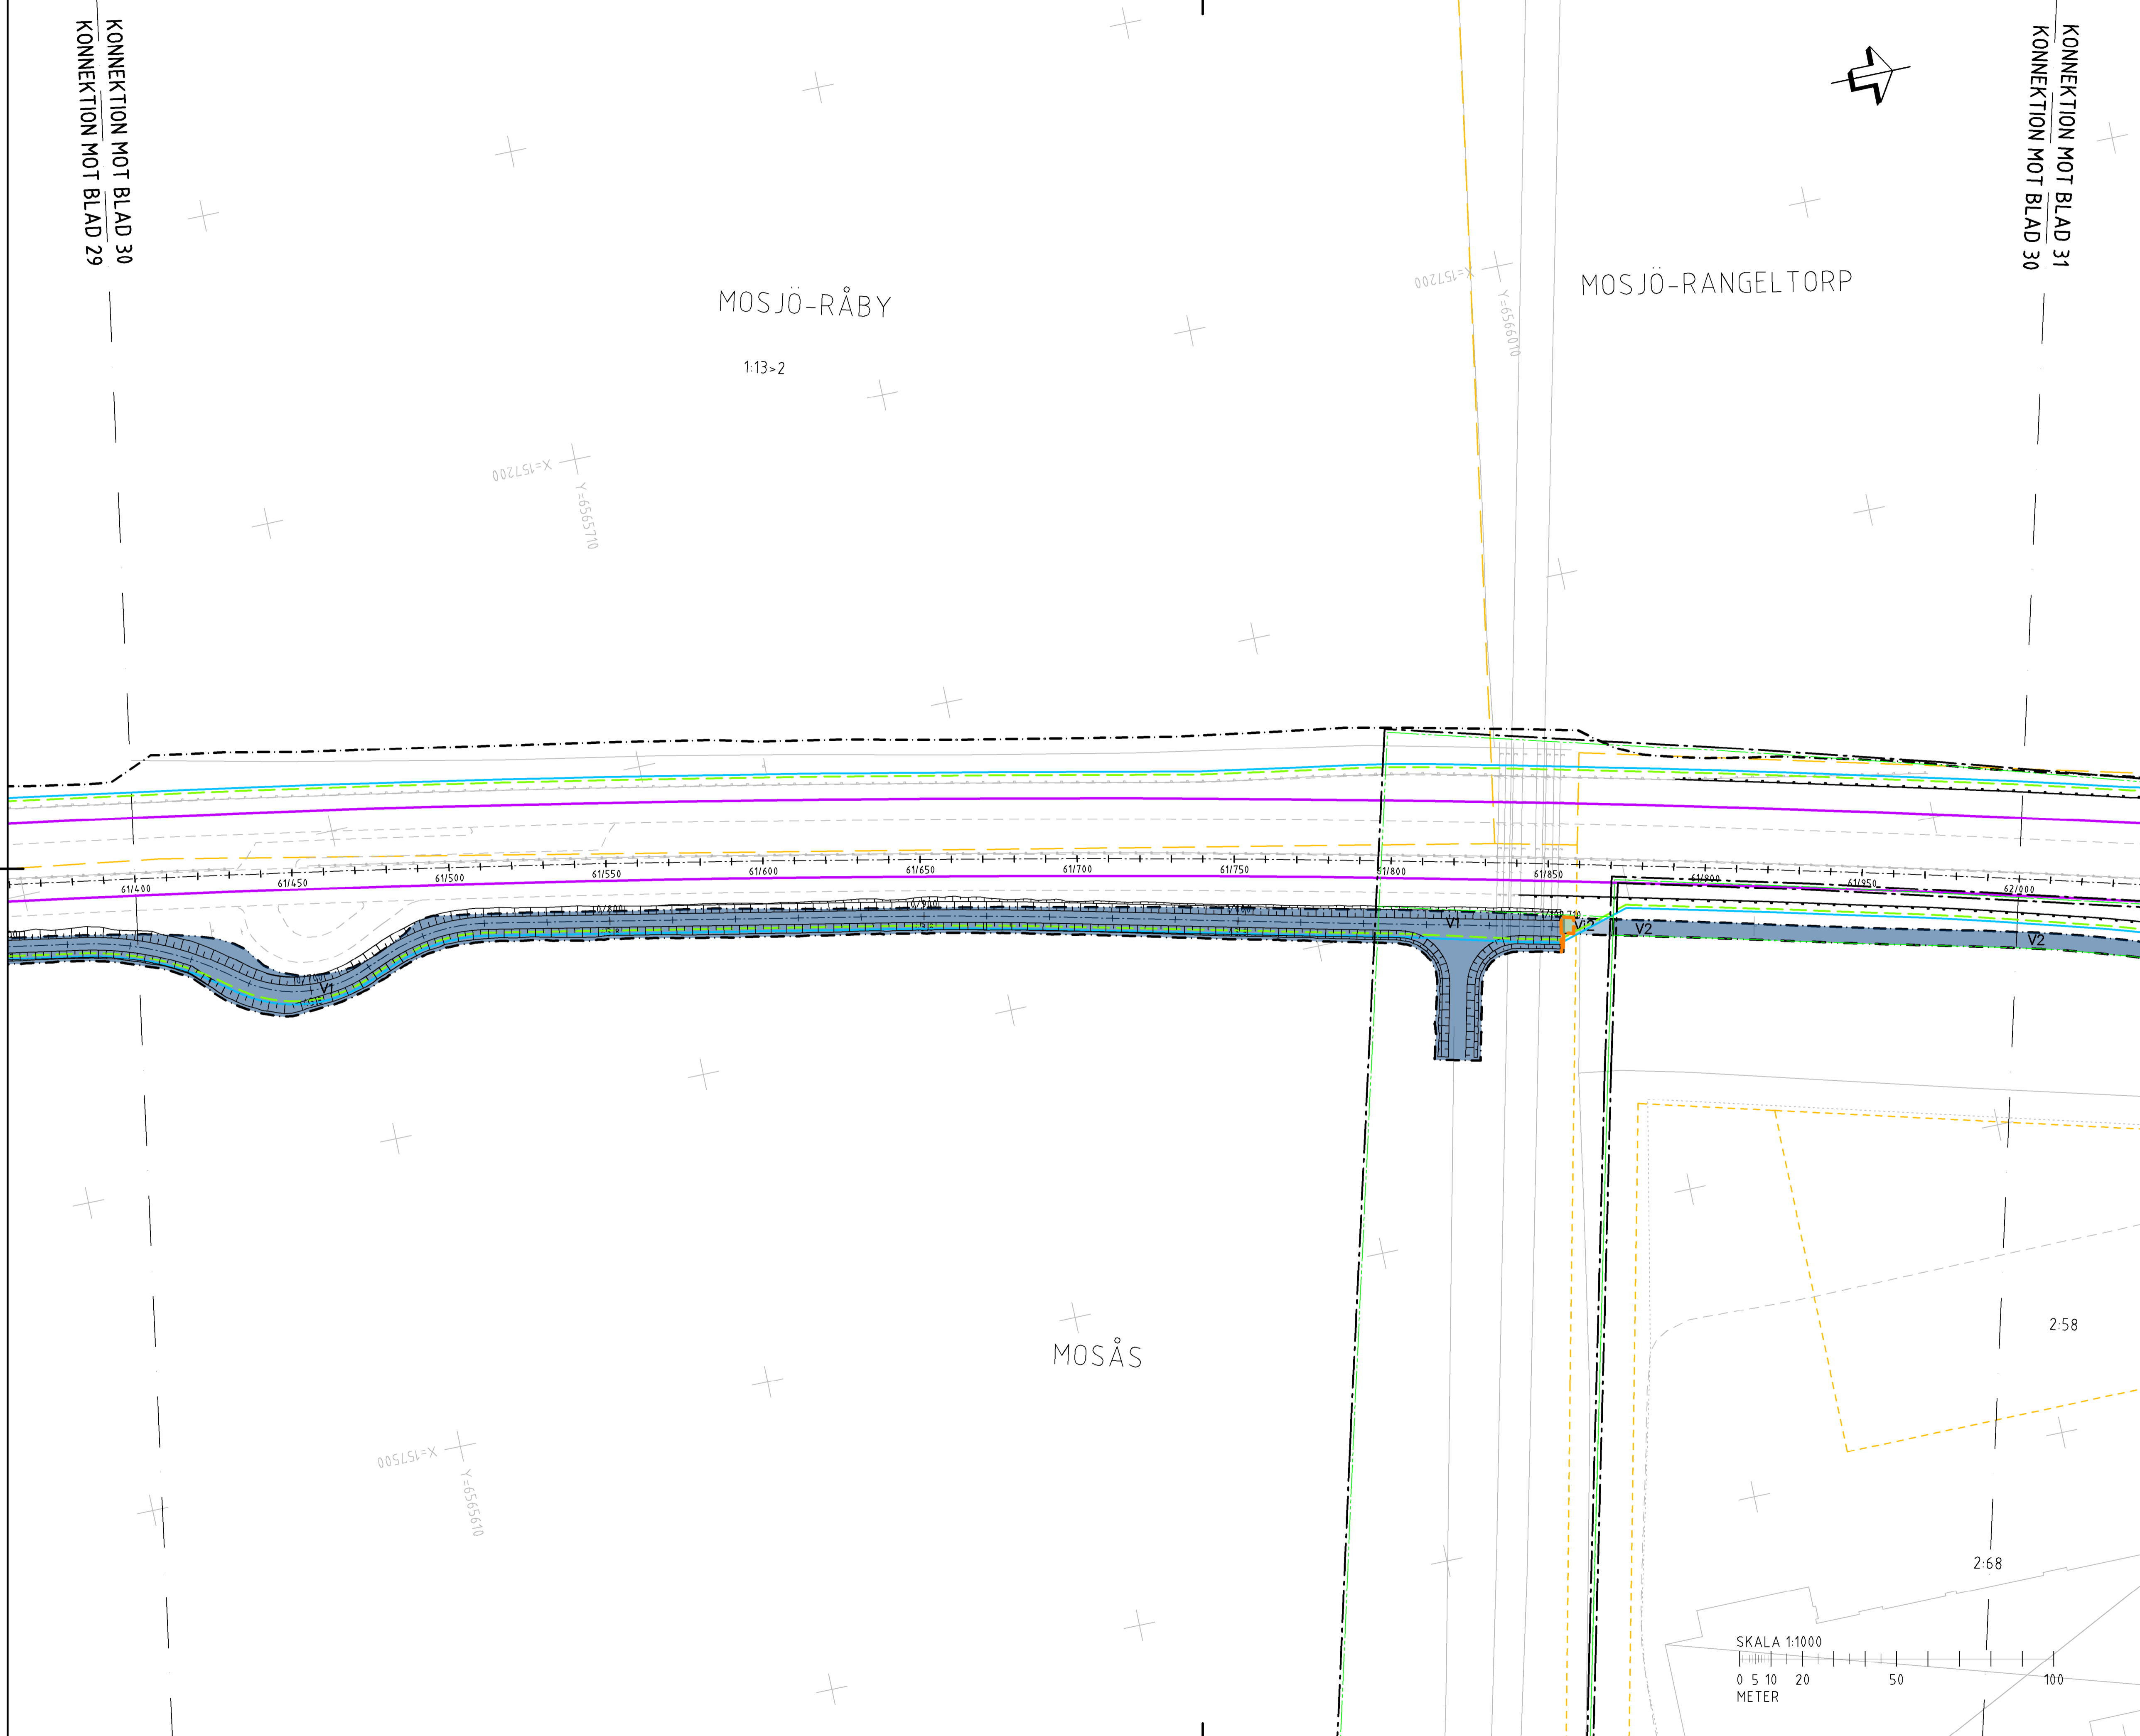 KONNEKTION MOT BLAD 30
KONNEKTION MOT BLAD 29
KONNEKTION MOT BLAD 31
KONNEKTION MOT BLAD 30
MOSJÖ-RÅBY
1:13>2
MOSJÖ-RANGELTORP
X=157200
Y=6566010
X=157200
Y=6565710
61/400
61/450
61/500
61/550
61/600
61/650
61/700
61/750
61/800
61/850
61/900
61/950
62/000
V1
V1
V2
V2
V2
MOSÅS
X=157500
Y=6565610
2:58
2:68
SKALA 1:1000
0 5 10 20 50 100
METER